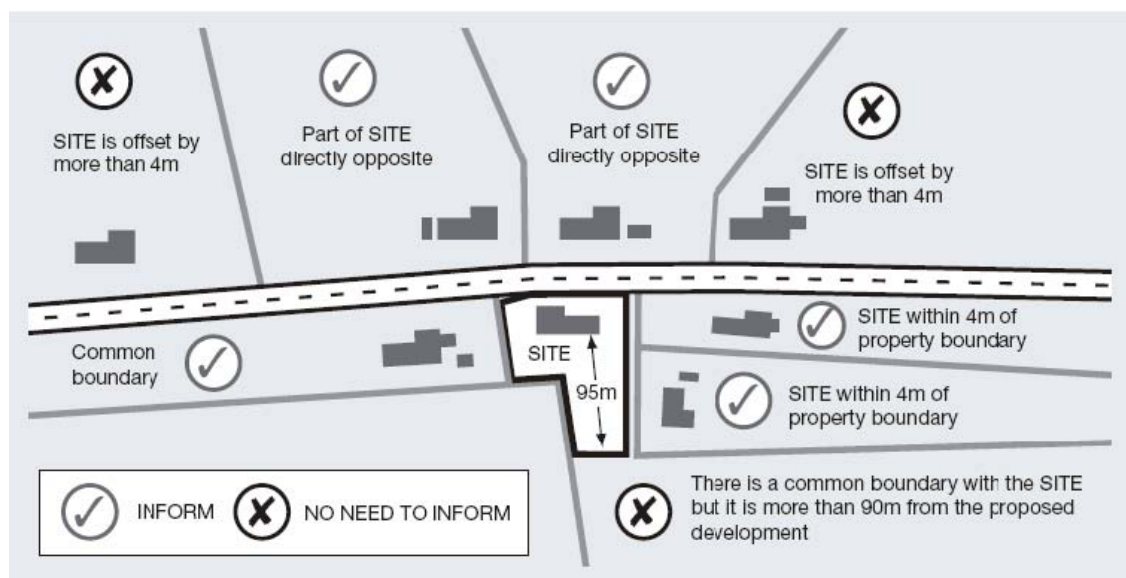 SITE is offset by
more than 4m
Part of SITE
directly opposite
Part of SITE
directly opposite
SITE is offset by
more than 4m
Common
boundary
SITE
95m
SITE within 4m of
property boundary
SITE within 4m of
property boundary
INFORM
NO NEED TO INFORM
There is a common boundary with the SITE
but it is more than 90m from the proposed
development